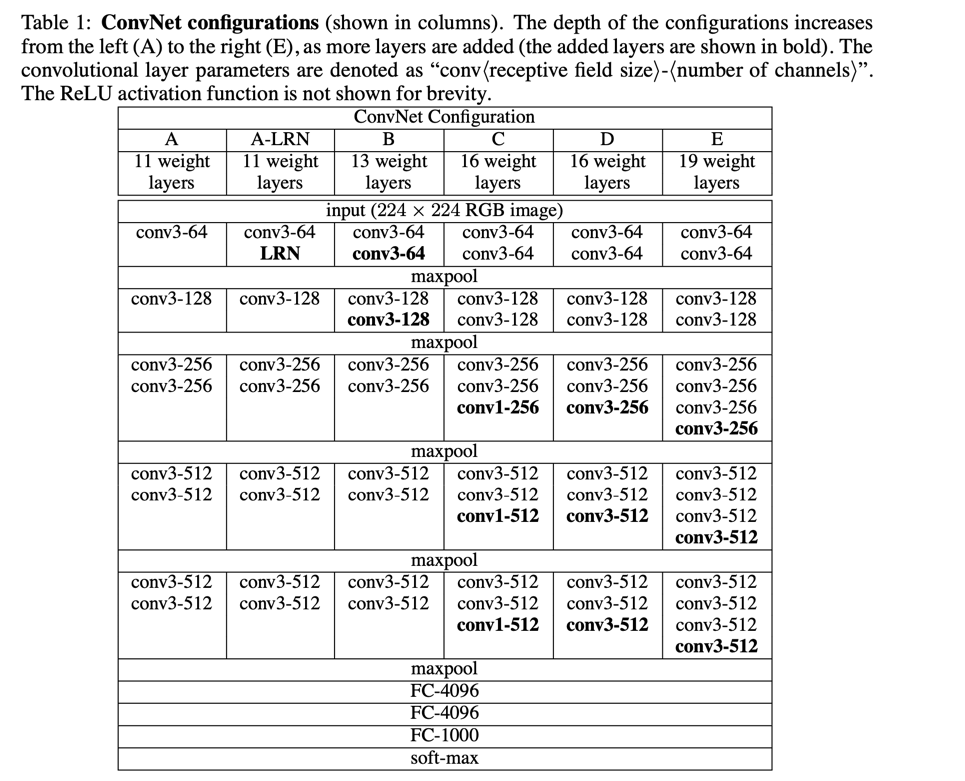 Table 1: ConvNet configurations (shown in columns). The depth of the configurations increases
from the left (A) to the right (E), as more layers are added (the added layers are shown in bold). The
convolutional layer parameters are denoted as “conv⟨receptive field size⟩-⟨number of channels⟩”.
The ReLU activation function is not shown for brevity.
ConvNet Configuration
A A-LRN B C D E
11 weight 11 weight 13 weight 16 weight 16 weight 19 weight
layers layers layers layers layers layers
input (224 × 224 RGB image)
conv3-64 conv3-64 conv3-64 conv3-64 conv3-64 conv3-64
LRN conv3-64 conv3-64 conv3-64 conv3-64
maxpool
conv3-128 conv3-128 conv3-128 conv3-128 conv3-128 conv3-128
conv3-128 conv3-128 conv3-128 conv3-128
maxpool
conv3-256 conv3-256 conv3-256 conv3-256 conv3-256 conv3-256
conv3-256 conv3-256 conv3-256 conv3-256 conv3-256 conv3-256
conv1-256 conv3-256 conv3-256
conv3-256
maxpool
conv3-512 conv3-512 conv3-512 conv3-512 conv3-512 conv3-512
conv3-512 conv3-512 conv3-512 conv3-512 conv3-512 conv3-512
conv1-512 conv3-512 conv3-512
conv3-512
maxpool
conv3-512 conv3-512 conv3-512 conv3-512 conv3-512 conv3-512
conv3-512 conv3-512 conv3-512 conv3-512 conv3-512 conv3-512
conv1-512 conv3-512 conv3-512
conv3-512
maxpool
FC-4096
FC-4096
FC-1000
soft-max